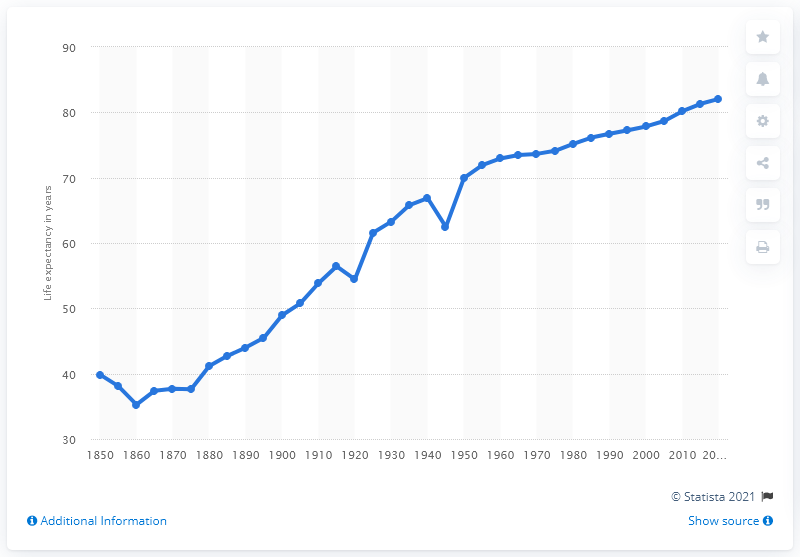 90
80
70
60
50
40
30
Life expectancy in years
1850 1860 1870 1880 1890 1900 1910 1920 1930 1940 1950 1960 1970 1980 1990 2000 2010 20...
© Statista 2021
Additional Information
Show source